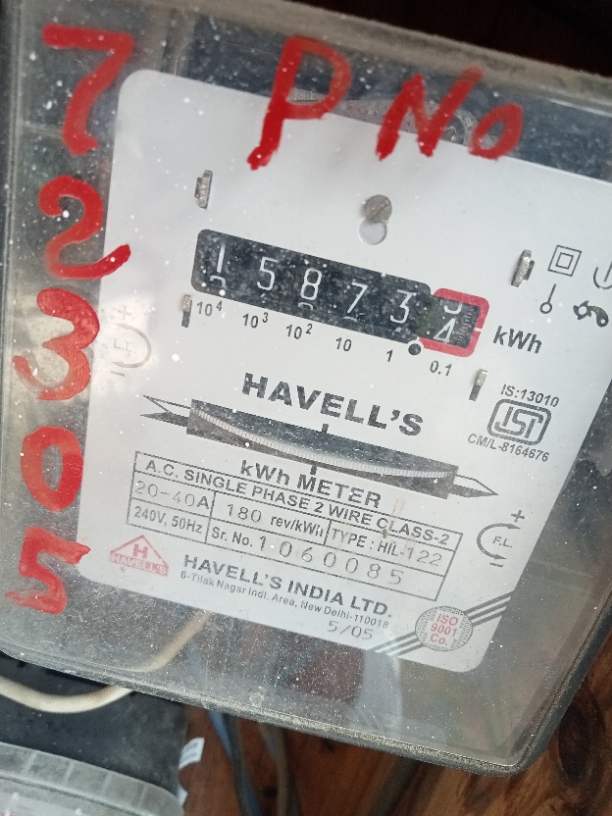 P No
7
2
3
0
5
1 5 8 7 3
10⁴ 10³ 10² 10 1 0.1
kWh
HAVELL'S
IS:13010
ISI
CM/L-8164676
kWh METER
A.C. SINGLE PHASE 2 WIRE CLASS-2
20-40A 180 rev/kWh TYPE : HIL-122
240V, 50Hz Sr. No. 1060085
F.L.
H
HAVELL'S
HAVELL'S INDIA LTD.
6-Tilak Nagar Indl. Area, New Delhi-110018
5/05
ISO
9001
Co.